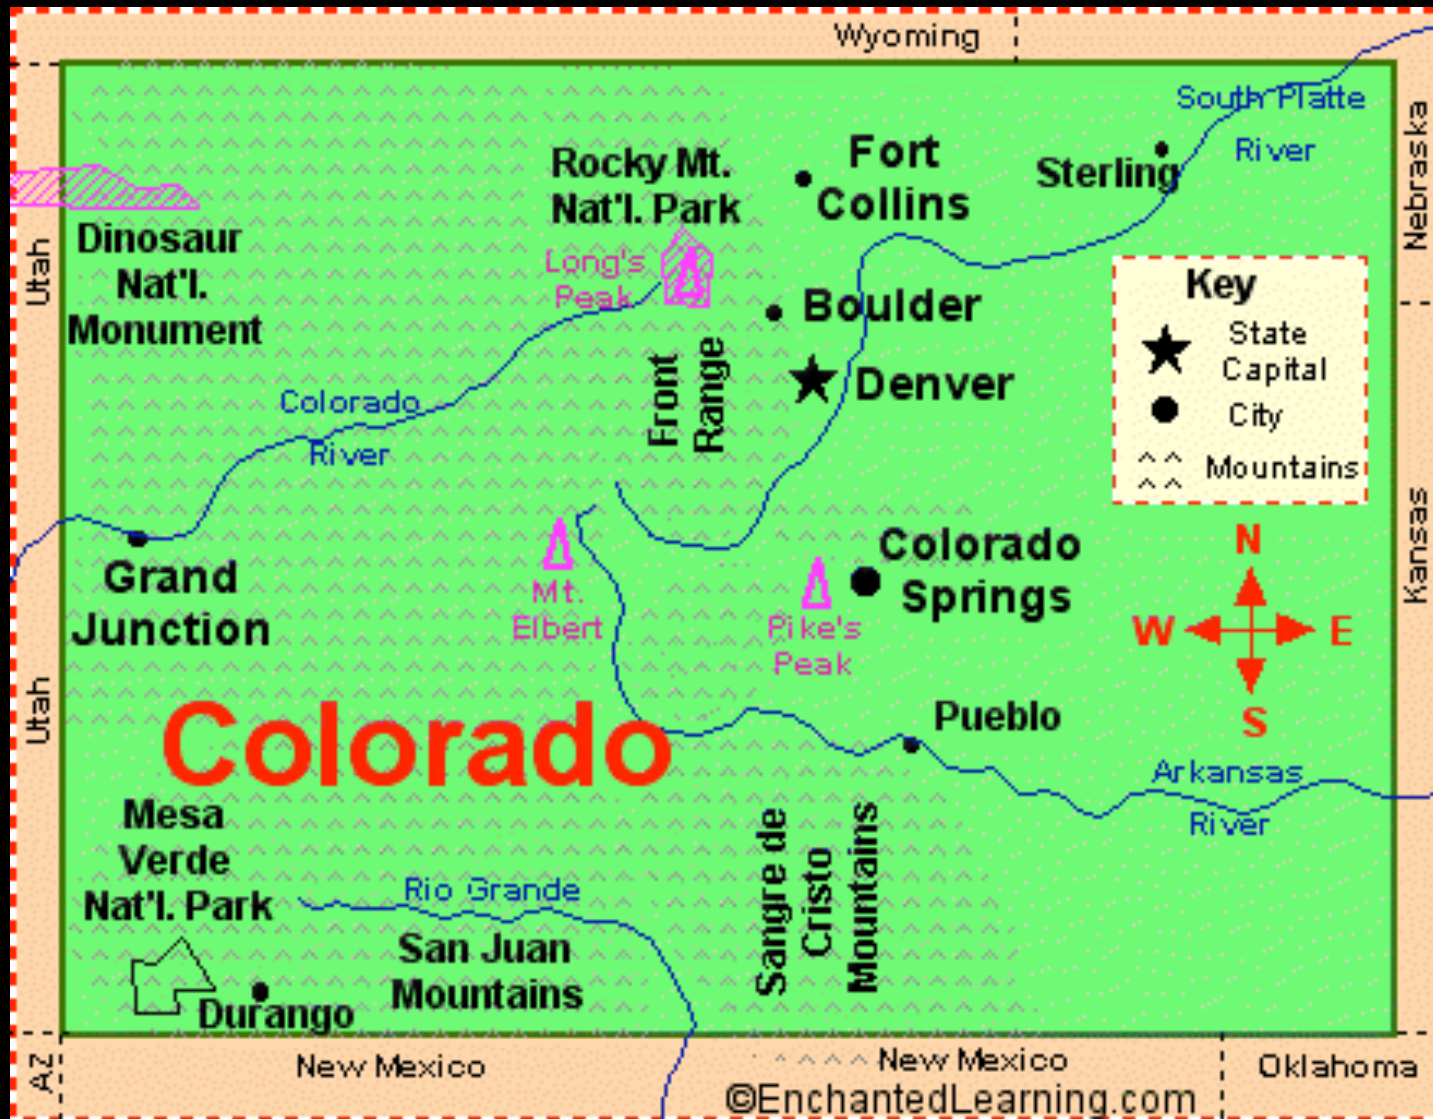 Wyoming
South Platte
River
Nebraska
Utah
Rocky Mt.
Nat'l. Park
Fort
Collins
Sterling
Dinosaur
Nat'l.
Monument
Long's
Peak
Boulder
Key
State
Capital
City
Mountains
Front
Range
Denver
Colorado
River
Kansas
Grand
Junction
Mt.
Elbert
Colorado
Springs
Pike's
Peak
N
W
E
S
Utah
Colorado
Pueblo
Arkansas
River
Mesa
Verde
Nat'l. Park
Rio Grande
San Juan
Mountains
Sangre de
Cristo
Mountains
Durango
AZ
New Mexico
New Mexico
Oklahoma
©EnchantedLearning.com